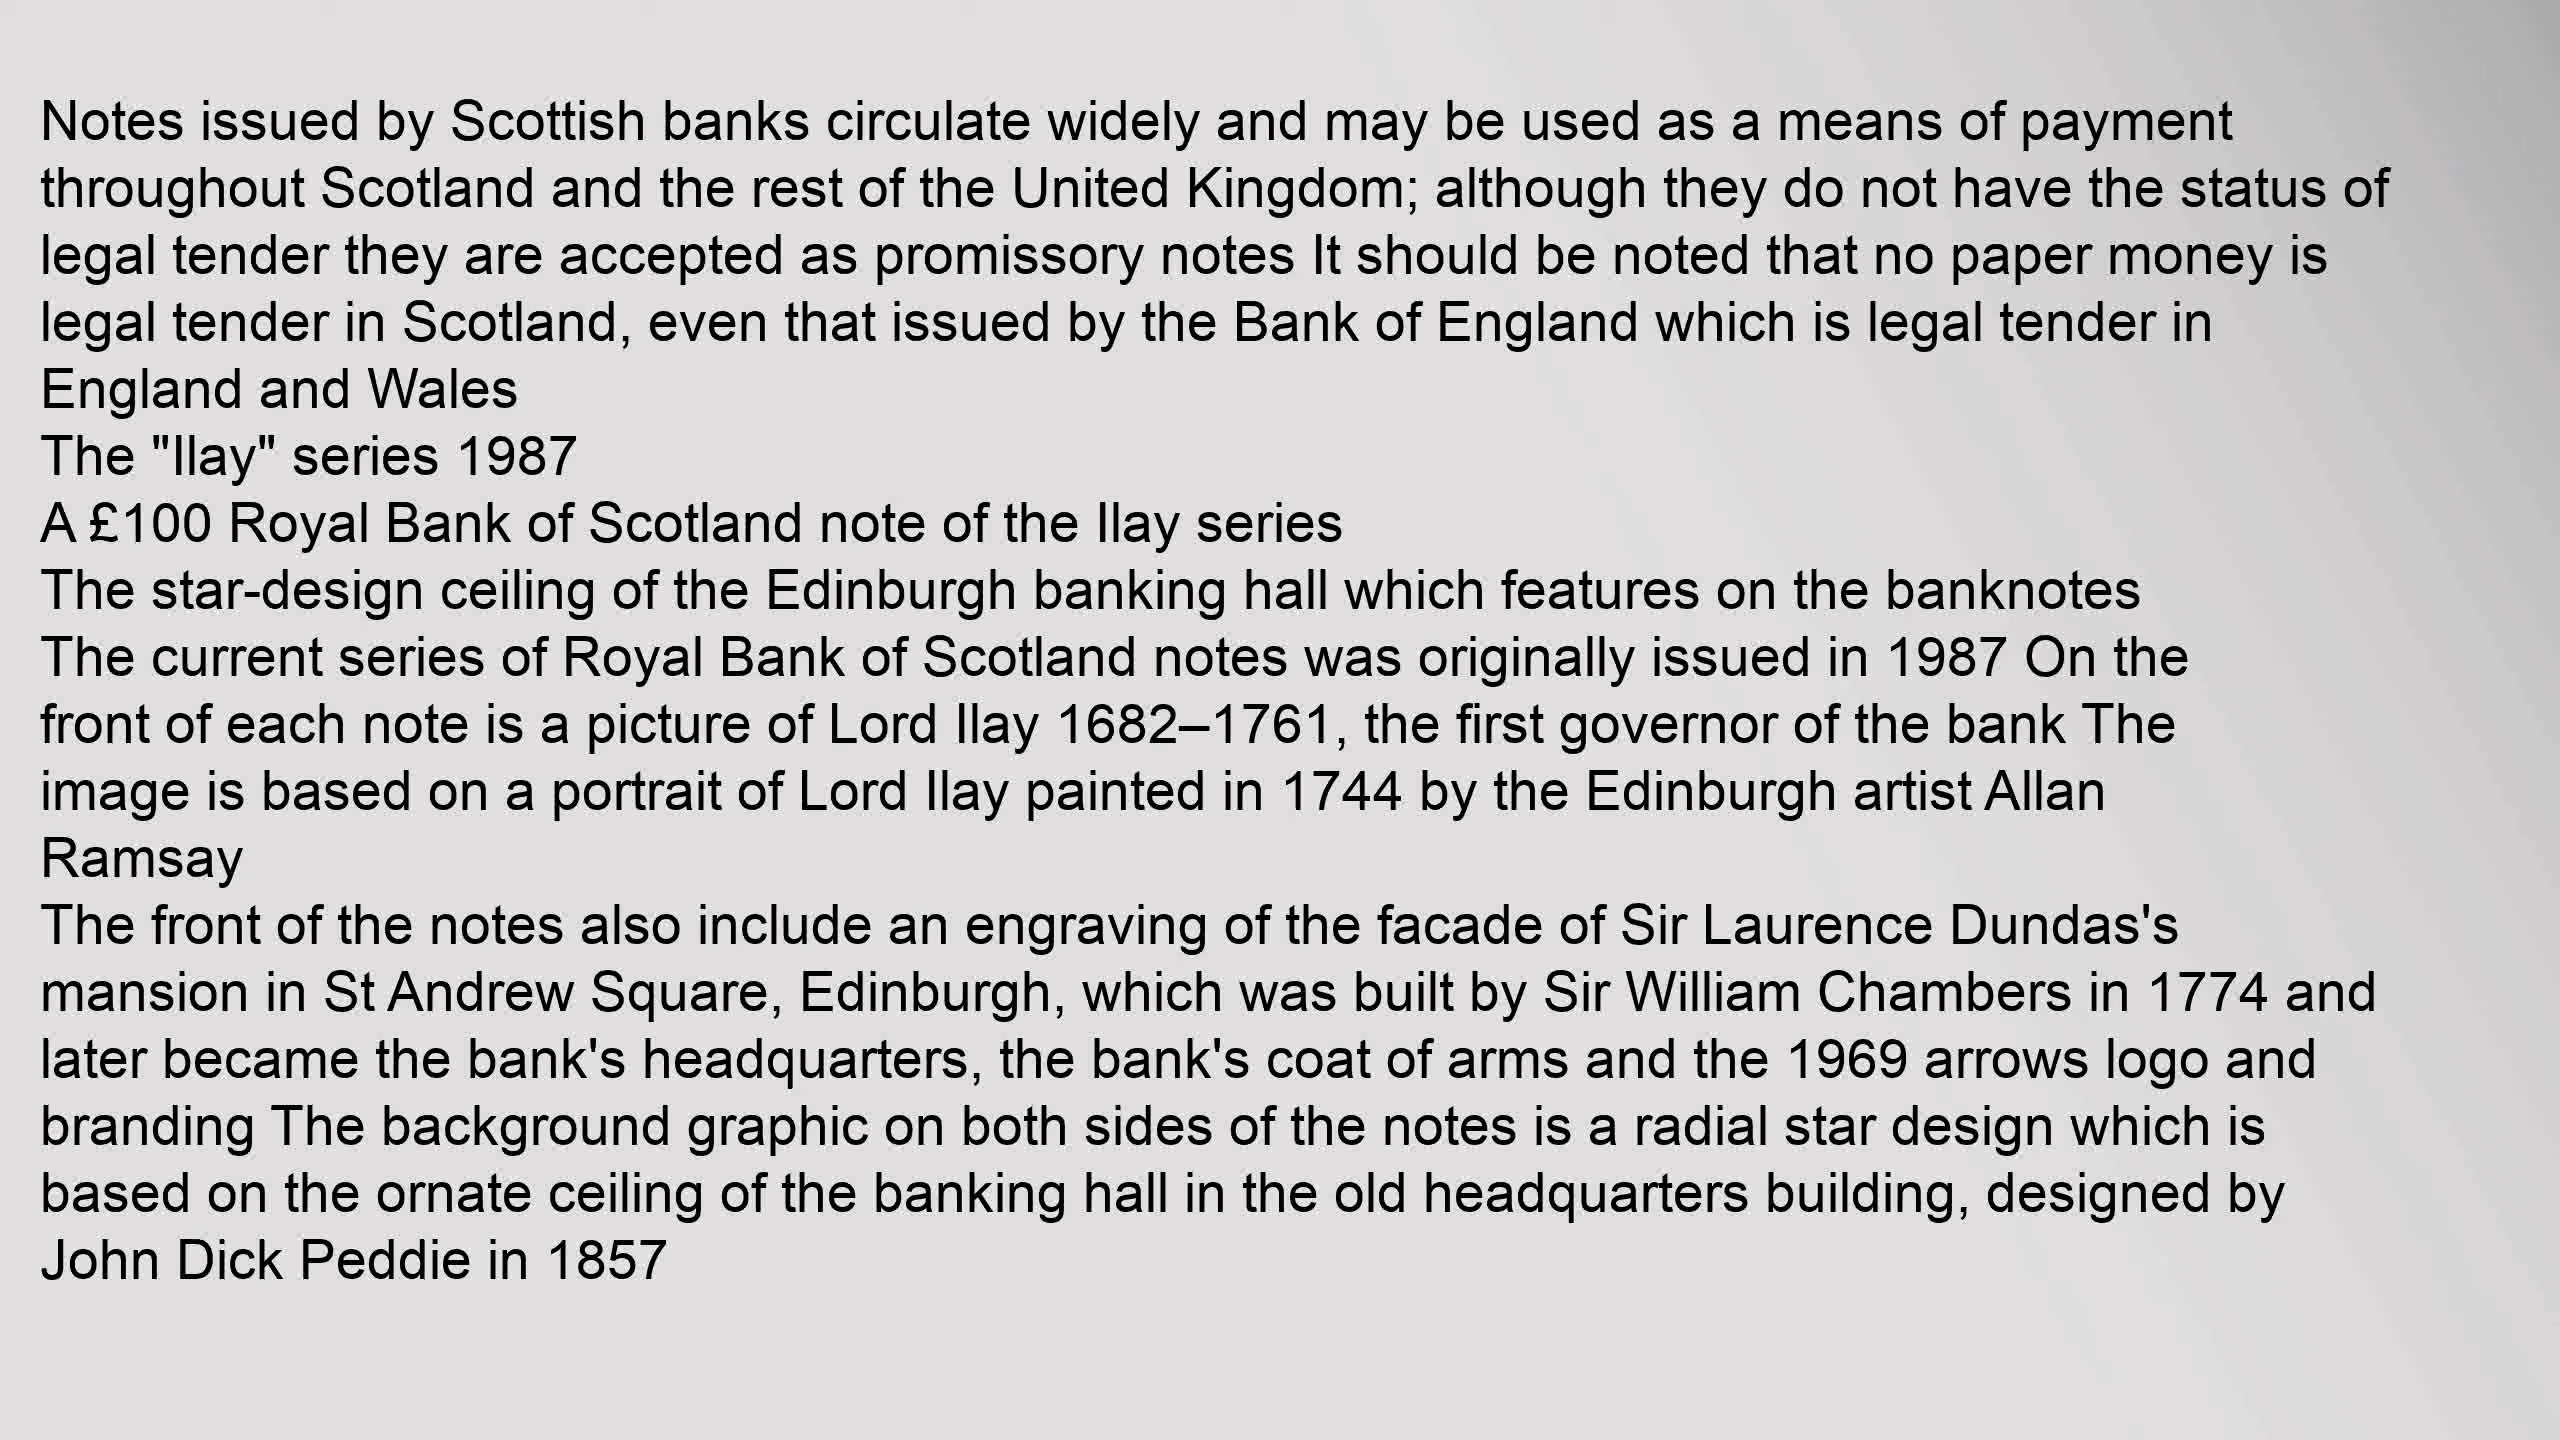 Notes issued by Scottish banks circulate widely and may be used as a means of payment
throughout Scotland and the rest of the United Kingdom; although they do not have the status of
legal tender they are accepted as promissory notes It should be noted that no paper money is
legal tender in Scotland, even that issued by the Bank of England which is legal tender in
England and Wales
The "Ilay" series 1987
A £100 Royal Bank of Scotland note of the Ilay series
The star-design ceiling of the Edinburgh banking hall which features on the banknotes
The current series of Royal Bank of Scotland notes was originally issued in 1987 On the
front of each note is a picture of Lord Ilay 1682–1761, the first governor of the bank The
image is based on a portrait of Lord Ilay painted in 1744 by the Edinburgh artist Allan
Ramsay
The front of the notes also include an engraving of the facade of Sir Laurence Dundas's
mansion in St Andrew Square, Edinburgh, which was built by Sir William Chambers in 1774 and
later became the bank's headquarters, the bank's coat of arms and the 1969 arrows logo and
branding The background graphic on both sides of the notes is a radial star design which is
based on the ornate ceiling of the banking hall in the old headquarters building, designed by
John Dick Peddie in 1857